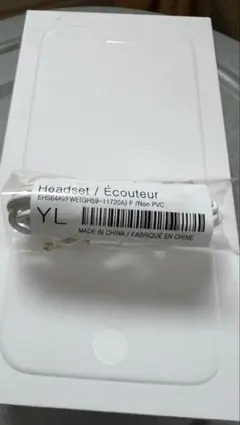 Headset / Écouteur
EHS64AVFWE(GH59-11720A) F /Non PVC
YL
MADE IN CHINA / FABRIQUÉ EN CHINE